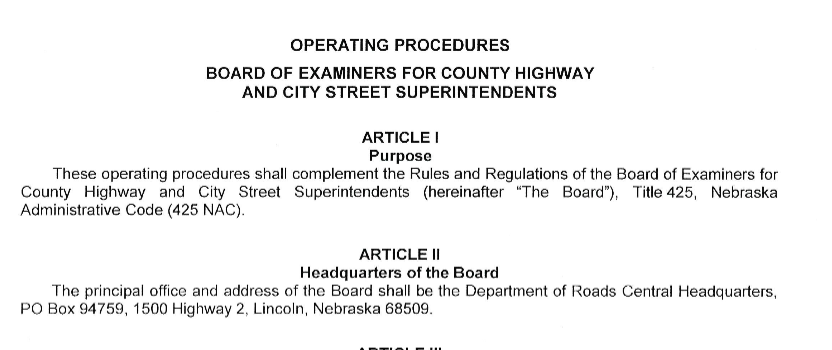 OPERATING PROCEDURES
BOARD OF EXAMINERS FOR COUNTY HIGHWAY
AND CITY STREET SUPERINTENDENTS
ARTICLE I
Purpose
These operating procedures shall complement the Rules and Regulations of the Board of Examiners for
County Highway and City Street Superintendents (hereinafter “The Board”), Title 425, Nebraska
Administrative Code (425 NAC).
ARTICLE II
Headquarters of the Board
The principal office and address of the Board shall be the Department of Roads Central Headquarters,
PO Box 94759, 1500 Highway 2, Lincoln, Nebraska 68509.
ARTICLE III